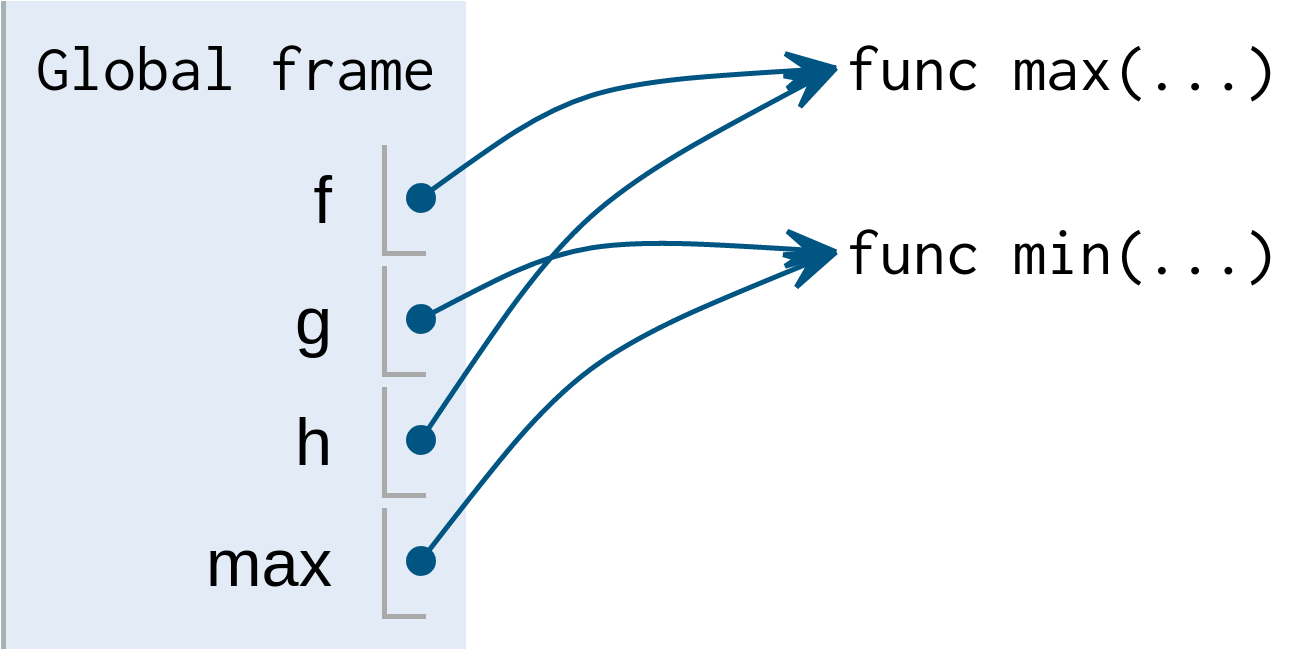 Global frame
func max(...)
f
func min(...)
g
h
max